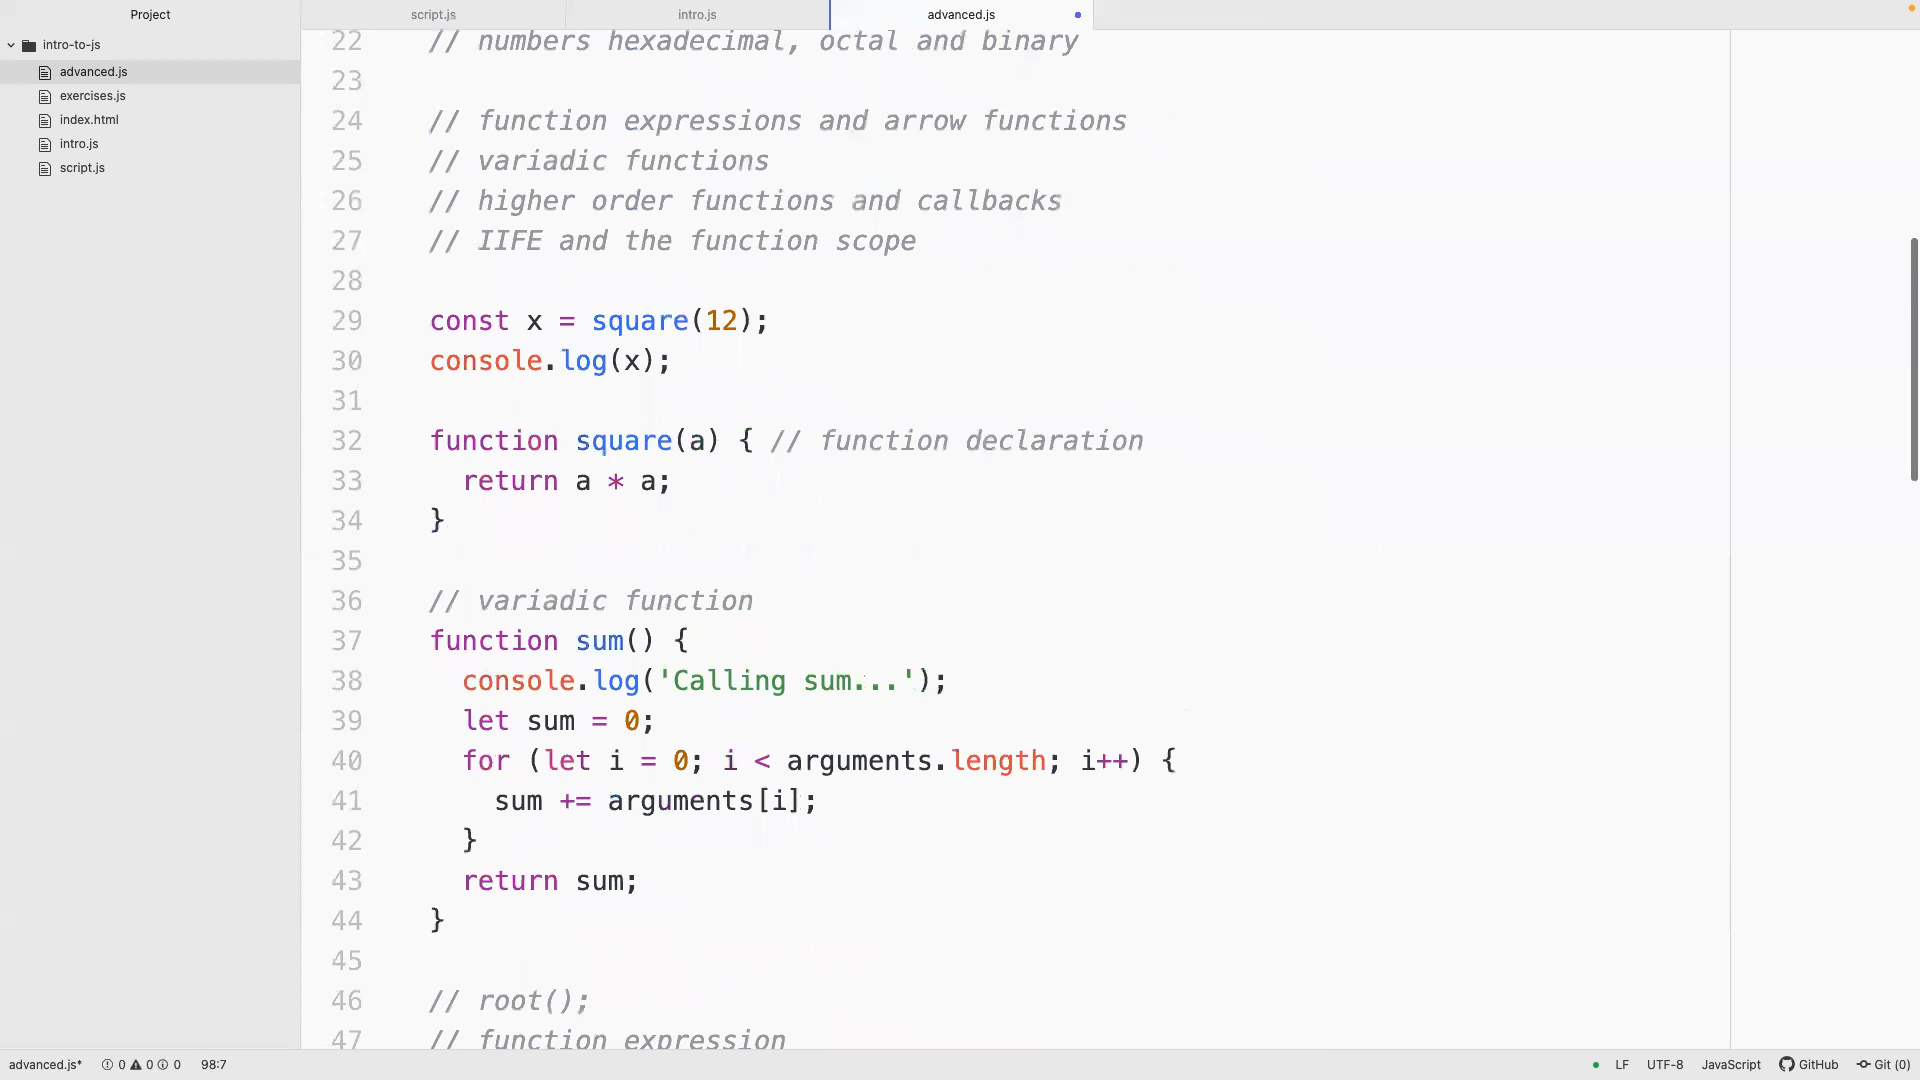 Project
script.js
intro.js
advanced.js
intro-to-js
advanced.js
exercises.js
index.html
intro.js
script.js
22 // numbers hexadecimal, octal and binary
23
24 // function expressions and arrow functions
25 // variadic functions
26 // higher order functions and callbacks
27 // IIFE and the function scope
28
29 const x = square(12);
30 console.log(x);
31
32 function square(a) { // function declaration
33   return a * a;
34 }
35
36 // variadic function
37 function sum() {
38   console.log('Calling sum...');
39   let sum = 0;
40   for (let i = 0; i < arguments.length; i++) {
41     sum += arguments[i];
42   }
43   return sum;
44 }
45
46 // root();
47 // function expression
advanced.js* 0 0 0 98:7 LF UTF-8 JavaScript GitHub Git (0)